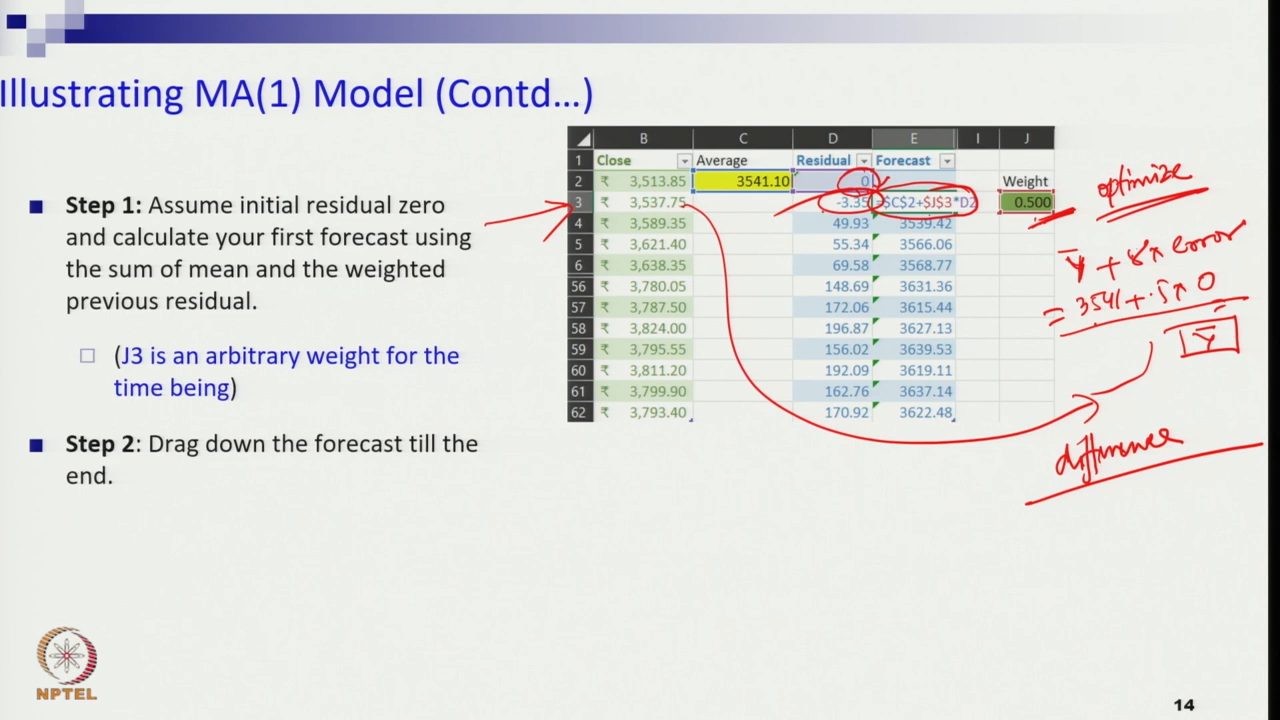 Illustrating MA(1) Model (Contd…)
Step 1: Assume initial residual zero
and calculate your first forecast using
the sum of mean and the weighted
previous residual.
(J3 is an arbitrary weight for the
time being)
Step 2: Drag down the forecast till the
end.
B C D E I J
1 Close Average Residual Forecast
2 ₹ 3,513.85 3541.10 0 Weight
3 ₹ 3,537.75 -3.35 =$C$2+$J$3*D2 0.500
4 ₹ 3,589.35 49.93 3539.42
5 ₹ 3,621.40 55.34 3566.06
6 ₹ 3,638.35 69.58 3568.77
56 ₹ 3,780.05 148.69 3631.36
57 ₹ 3,787.50 172.06 3615.44
58 ₹ 3,824.00 196.87 3627.13
59 ₹ 3,795.55 156.02 3639.53
60 ₹ 3,811.20 192.09 3619.11
61 ₹ 3,799.90 162.76 3637.14
62 ₹ 3,793.40 170.92 3622.48
optimize
+ error
= 3541 + .5 x 0
difference
NPTEL
14